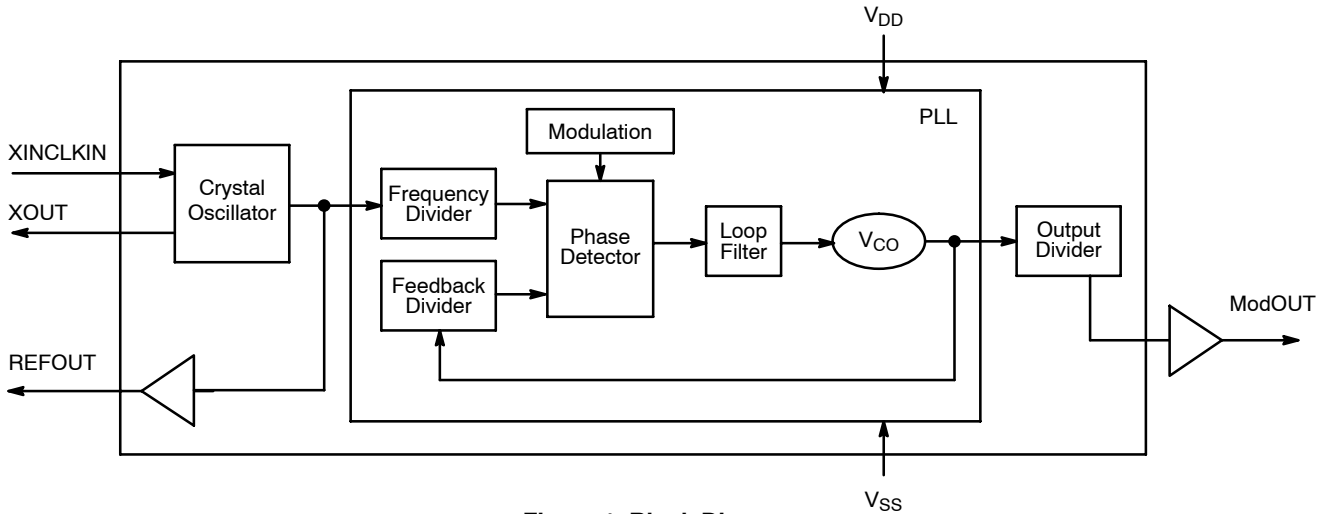 VDD
PLL
Modulation
XINCLKIN
Crystal
Oscillator
XOUT
Frequency
Divider
Phase
Detector
Loop
Filter
VCO
Output
Divider
Feedback
Divider
ModOUT
REFOUT
VSS